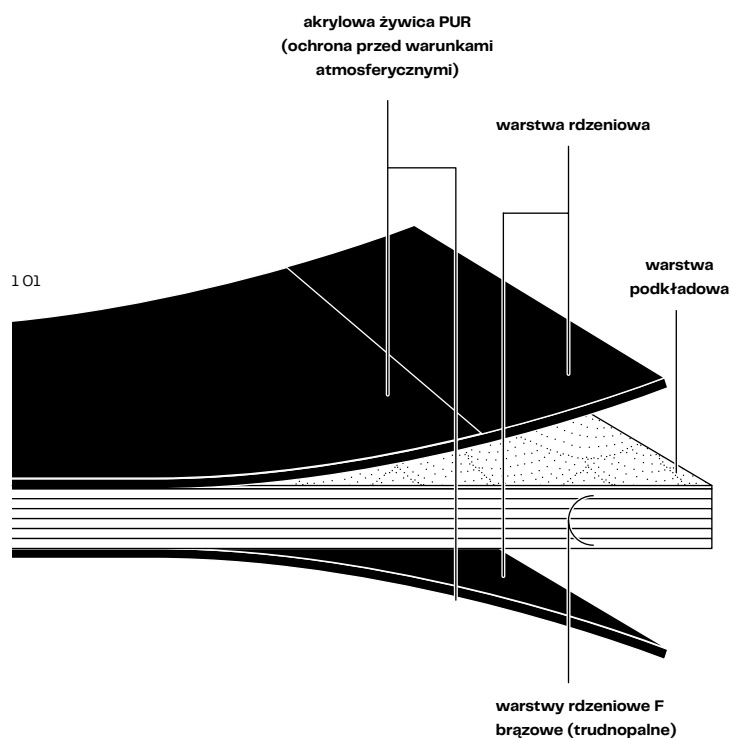 akrylowa żywica PUR
(ochrona przed warunkami
atmosferycznymi)
warstwa rdzeniowa
warstwa
podkładowa
1 01
warstwy rdzeniowe F
brązowe (trudnopalne)